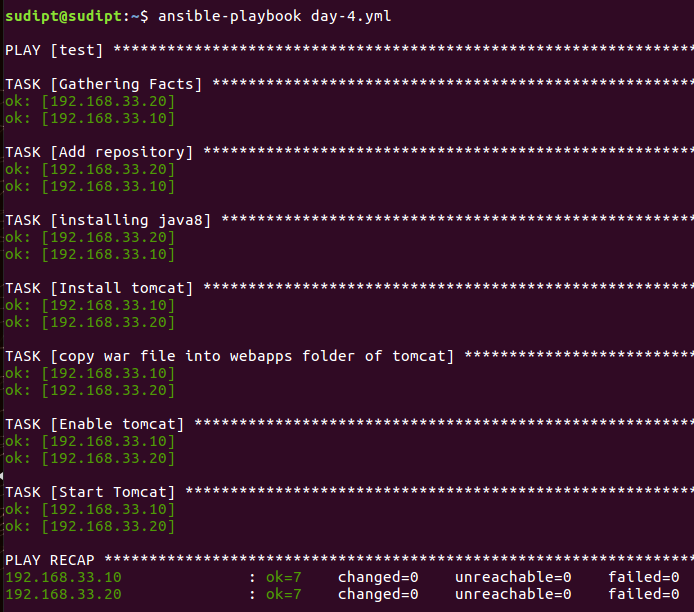 sudipt@sudipt:~$ ansible-playbook day-4.yml
PLAY [test] *****************************************************************
TASK [Gathering Facts] ******************************************************
ok: [192.168.33.20]
ok: [192.168.33.10]
TASK [Add repository] *******************************************************
ok: [192.168.33.20]
ok: [192.168.33.10]
TASK [installing java8] *****************************************************
ok: [192.168.33.20]
ok: [192.168.33.10]
TASK [Install tomcat] *******************************************************
ok: [192.168.33.10]
ok: [192.168.33.20]
TASK [copy war file into webapps folder of tomcat] **************************
ok: [192.168.33.10]
ok: [192.168.33.20]
TASK [Enable tomcat] ********************************************************
ok: [192.168.33.10]
ok: [192.168.33.20]
TASK [Start Tomcat] *********************************************************
ok: [192.168.33.10]
ok: [192.168.33.20]
PLAY RECAP ******************************************************************
192.168.33.10              : ok=7    changed=0    unreachable=0    failed=0
192.168.33.20              : ok=7    changed=0    unreachable=0    failed=0